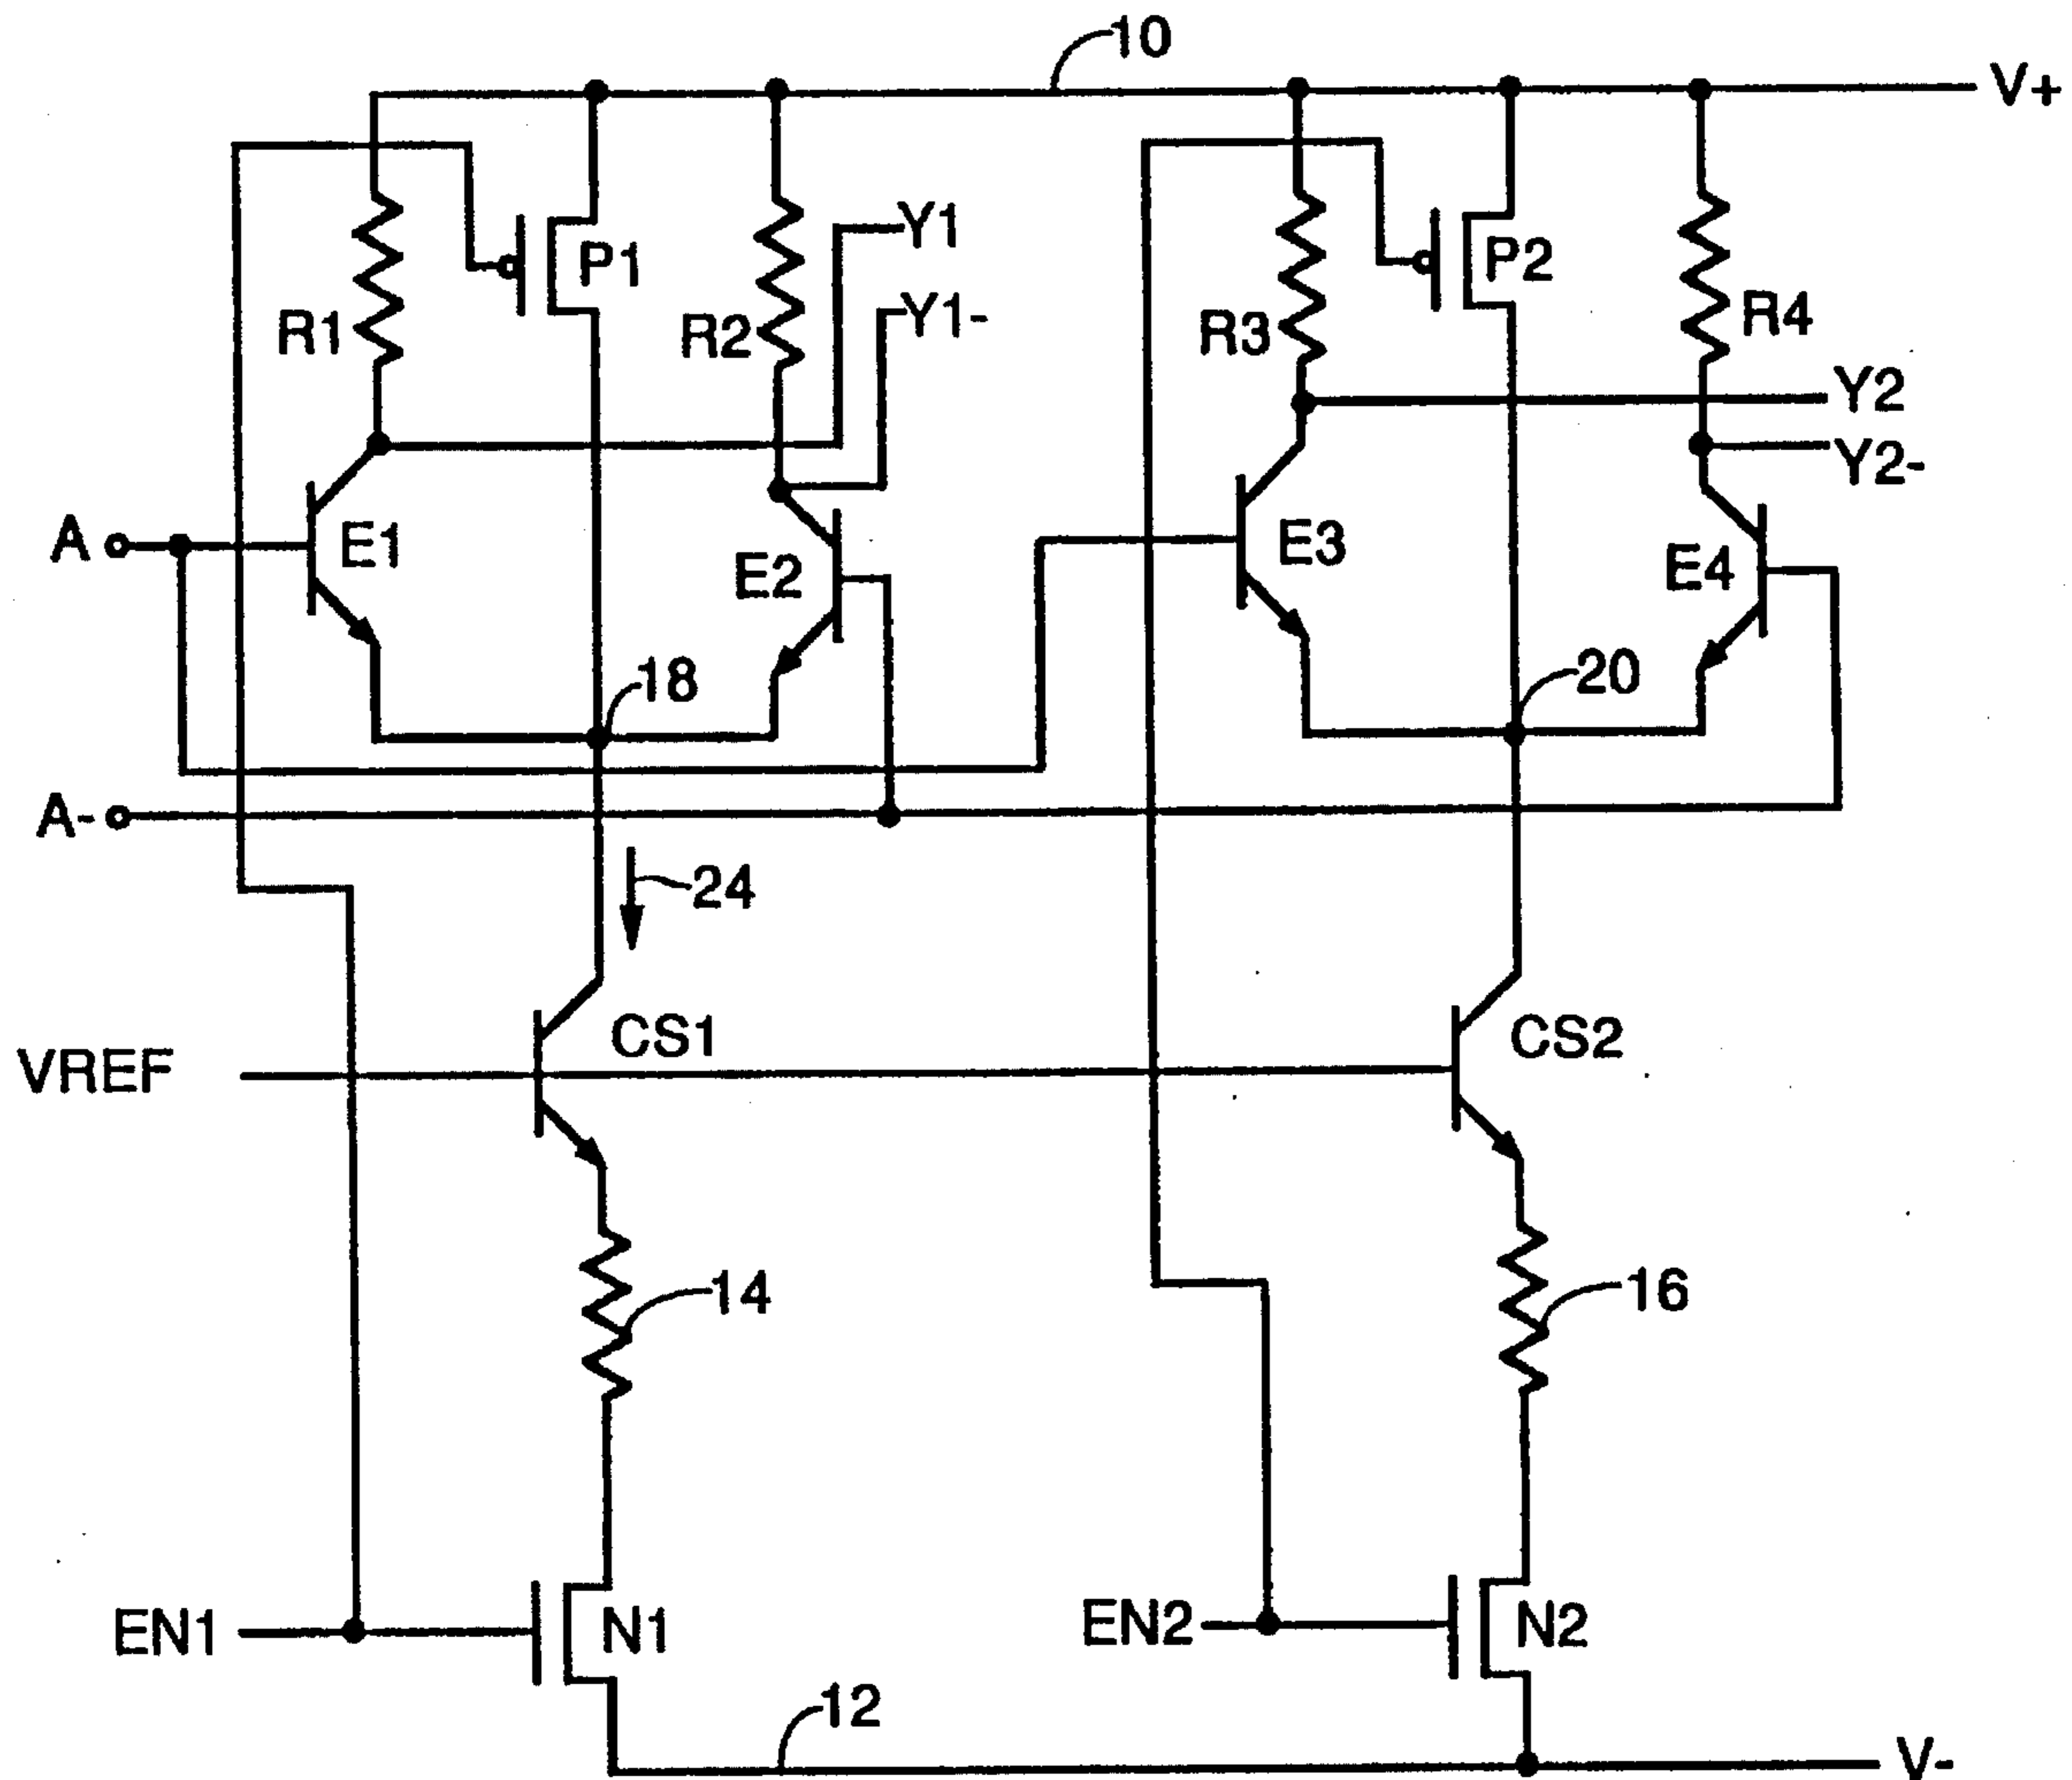 10
V+
Y1
P1
P2
Y1-
R1
R2
R3
R4
Y2
Y2-
A
E1
E2
E3
E4
18
20
A-
24
CS1
CS2
VREF
14
16
EN1
N1
EN2
N2
12
V-